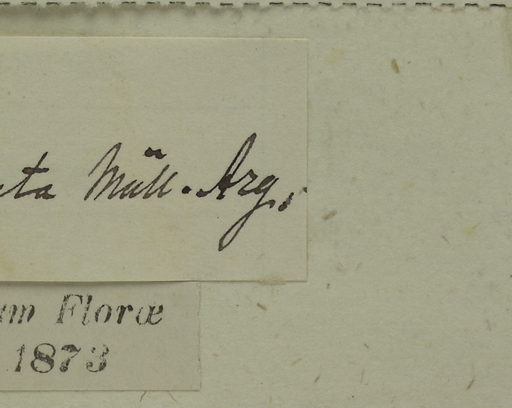 ta Müll. Arg.
m Floræ
1873